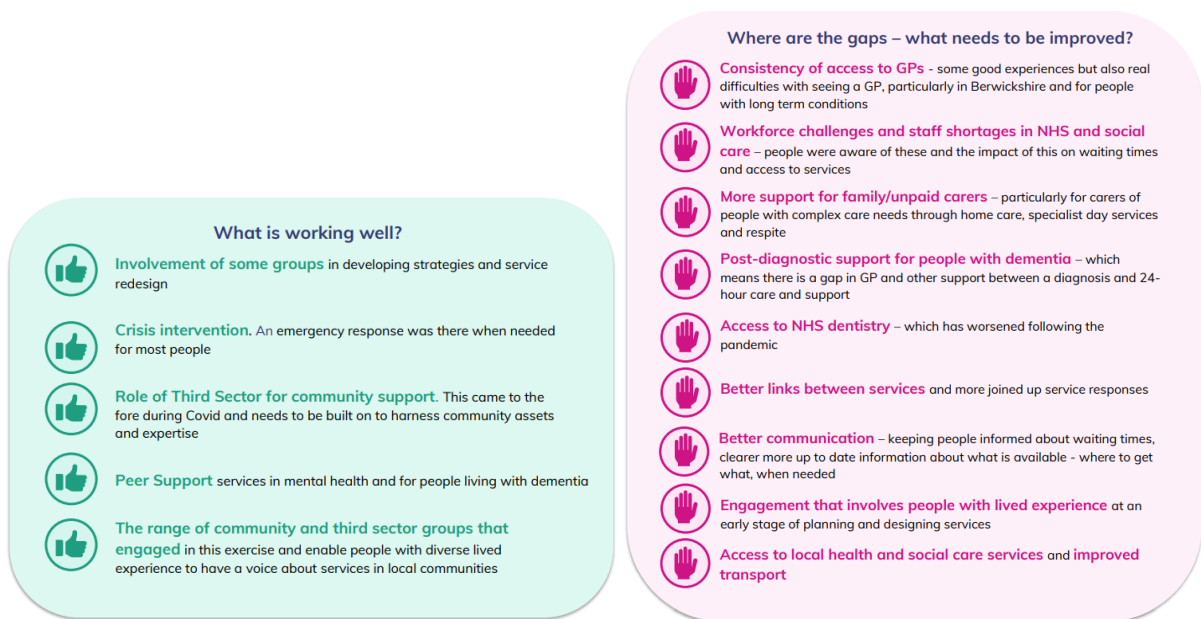 What is working well?
Involvement of some groups in developing strategies and service
redesign
Crisis intervention. An emergency response was there when needed
for most people
Role of Third Sector for community support. This came to the
fore during Covid and needs to be built on to harness community assets
and expertise
Peer Support services in mental health and for people living with dementia
The range of community and third sector groups that
engaged in this exercise and enable people with diverse lived
experience to have a voice about services in local communities
Where are the gaps – what needs to be improved?
Consistency of access to GPs - some good experiences but also real
difficulties with seeing a GP, particularly in Berwickshire and for people
with long term conditions
Workforce challenges and staff shortages in NHS and social
care – people were aware of these and the impact of this on waiting times
and access to services
More support for family/unpaid carers – particularly for carers of
people with complex care needs through home care, specialist day services
and respite
Post-diagnostic support for people with dementia – which
means there is a gap in GP and other support between a diagnosis and 24-
hour care and support
Access to NHS dentistry – which has worsened following the
pandemic
Better links between services and more joined up service responses
Better communication – keeping people informed about waiting times,
clearer more up to date information about what is available - where to get
what, when needed
Engagement that involves people with lived experience at an
early stage of planning and designing services
Access to local health and social care services and improved
transport